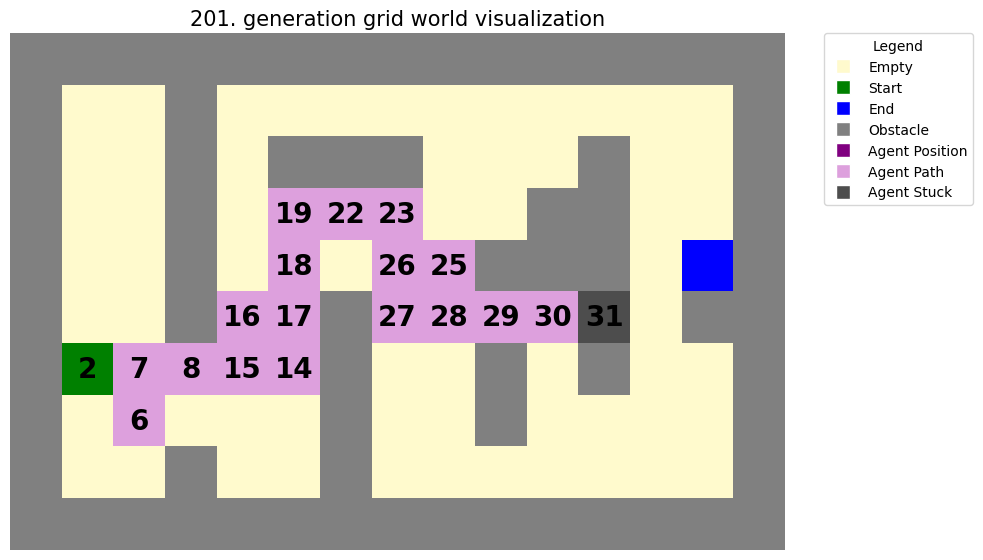 201. generation grid world visualization
Legend
Empty
Start
End
Obstacle
Agent Position
Agent Path
Agent Stuck
19 22 23
18 26 25
16 17 27 28 29 30 31
2 7 8 15 14
6